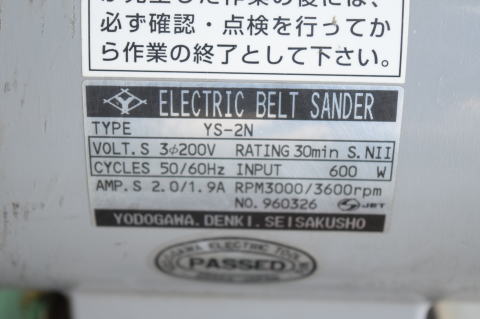 必ず確認・点検を行ってか
ら作業の終了として下さい。
ELECTRIC BELT SANDER
TYPE YS-2N
VOLT.S 3φ200V RATING 30min S.NII
CYCLES 50/60Hz INPUT 600 W
AMP.S 2.0/1.9A RPM3000/3600rpm
NO.960326 JET
YODOGAWA.DENKI.SEISAKUSHO
ELECTRIC TOOL
PASSED